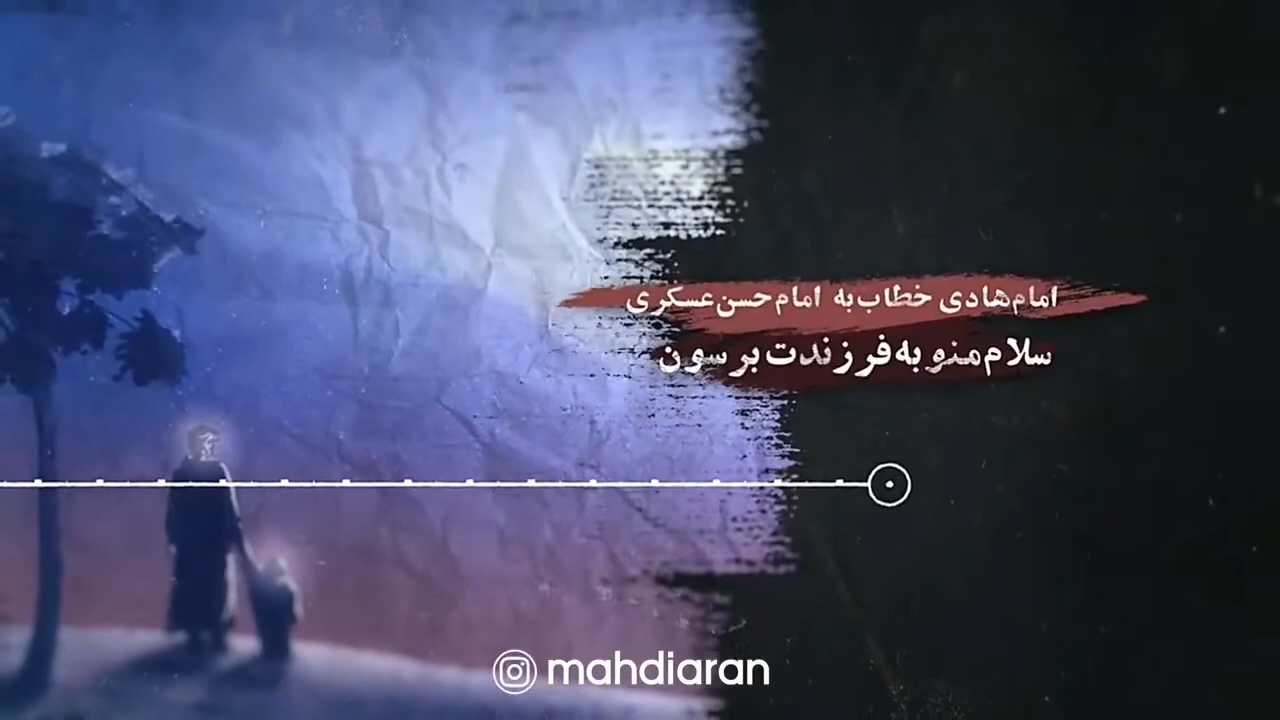 امام هادی خطاب به امام حسن عسکری
سلام منو به فرزندت برسون
mahdiaran